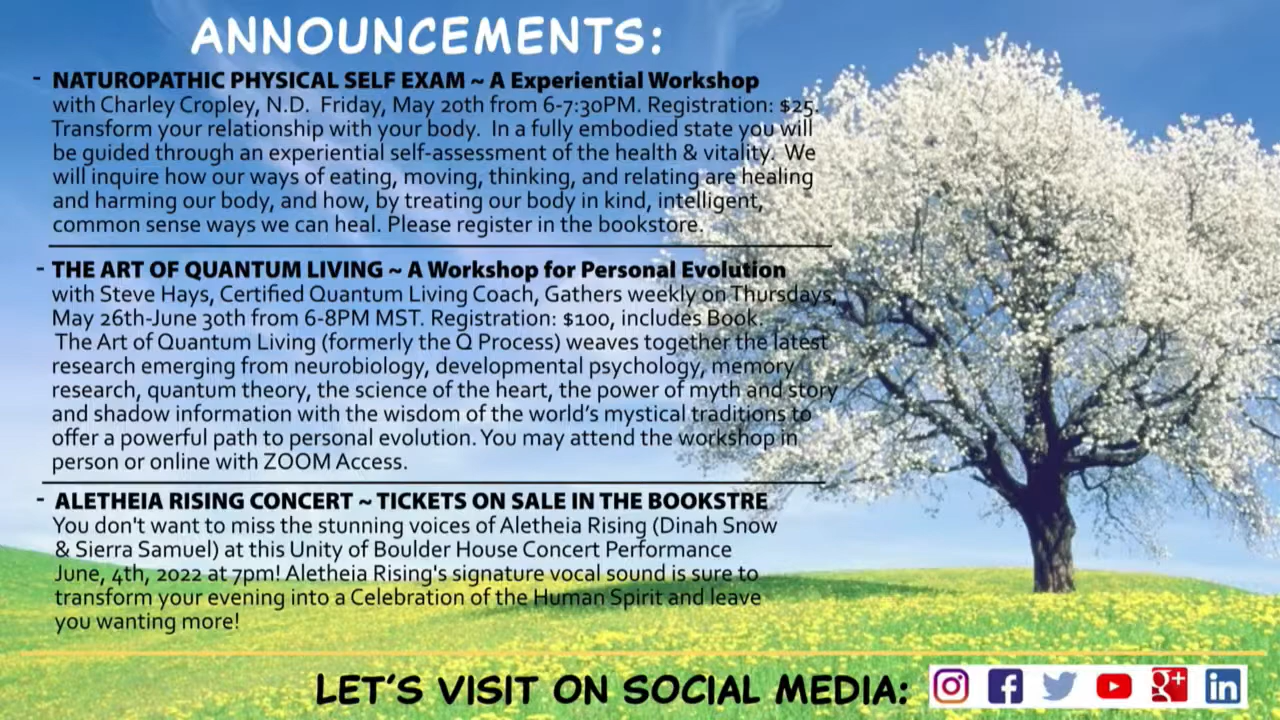 ANNOUNCEMENTS:
- NATUROPATHIC PHYSICAL SELF EXAM ~ A Experiential Workshop
with Charley Cropley, N.D.  Friday, May 20th from 6-7:30PM. Registration: $25.
Transform your relationship with your body.  In a fully embodied state you will
be guided through an experiential self-assessment of the health & vitality.  We
will inquire how our ways of eating, moving, thinking, and relating are healing
and harming our body, and how, by treating our body in kind, intelligent,
common sense ways we can heal. Please register in the bookstore.
- THE ART OF QUANTUM LIVING ~ A Workshop for Personal Evolution
with Steve Hays, Certified Quantum Living Coach, Gathers weekly on Thursdays,
May 26th-June 30th from 6-8PM MST. Registration: $100, includes Book.
The Art of Quantum Living (formerly the Q Process) weaves together the latest
research emerging from neurobiology, developmental psychology, memory
research, quantum theory, the science of the heart, the power of myth and story
and shadow information with the wisdom of the world's mystical traditions to
offer a powerful path to personal evolution. You may attend the workshop in
person or online with ZOOM Access.
- ALETHEIA RISING CONCERT ~ TICKETS ON SALE IN THE BOOKSTRE
You don't want to miss the stunning voices of Aletheia Rising (Dinah Snow
& Sierra Samuel) at this Unity of Boulder House Concert Performance
June, 4th, 2022 at 7pm! Aletheia Rising's signature vocal sound is sure to
transform your evening into a Celebration of the Human Spirit and leave
you wanting more!
LET'S VISIT ON SOCIAL MEDIA: